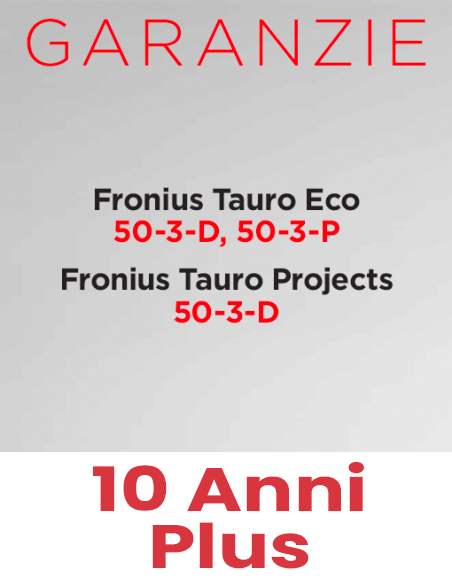 GARANZIE
Fronius Tauro Eco
50-3-D, 50-3-P
Fronius Tauro Projects
50-3-D
10 Anni
Plus